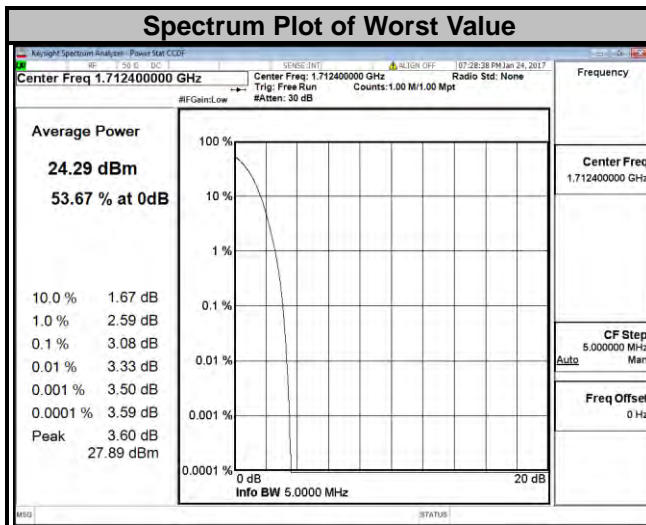 Spectrum Plot of Worst Value
Keysight Spectrum Analyzer - Power Stat CCDF
RF 50 Ω DC SENSE:INT ALIGN OFF 07:28:38 PM Jan 24, 2017
Center Freq 1.712400000 GHz
Center Freq: 1.712400000 GHz Radio Std: None
Trig: Free Run Counts:1.00 M/1.00 Mpt
#IFGain:Low #Atten: 30 dB
Frequency
Average Power
24.29 dBm
53.67 % at 0dB
10.0 % 1.67 dB
1.0 % 2.59 dB
0.1 % 3.08 dB
0.01 % 3.33 dB
0.001 % 3.50 dB
0.0001 % 3.59 dB
Peak 3.60 dB
27.89 dBm
100 %
10 %
1 %
0.1 %
0.01 %
0.001 %
0.0001 %
0 dB 20 dB
Info BW 5.0000 MHz
Center Freq
1.712400000 GHz
CF Step
5.000000 MHz
Auto Man
Freq Offset
0 Hz
MSG STATUS